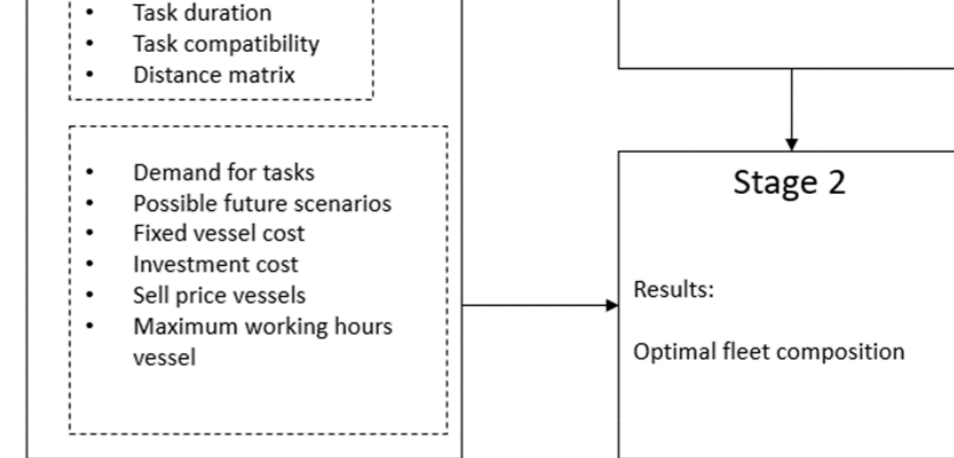 • Task duration
• Task compatibility
• Distance matrix
• Demand for tasks
• Possible future scenarios
• Fixed vessel cost
• Investment cost
• Sell price vessels
• Maximum working hours
vessel
Stage 2
Results:
Optimal fleet composition